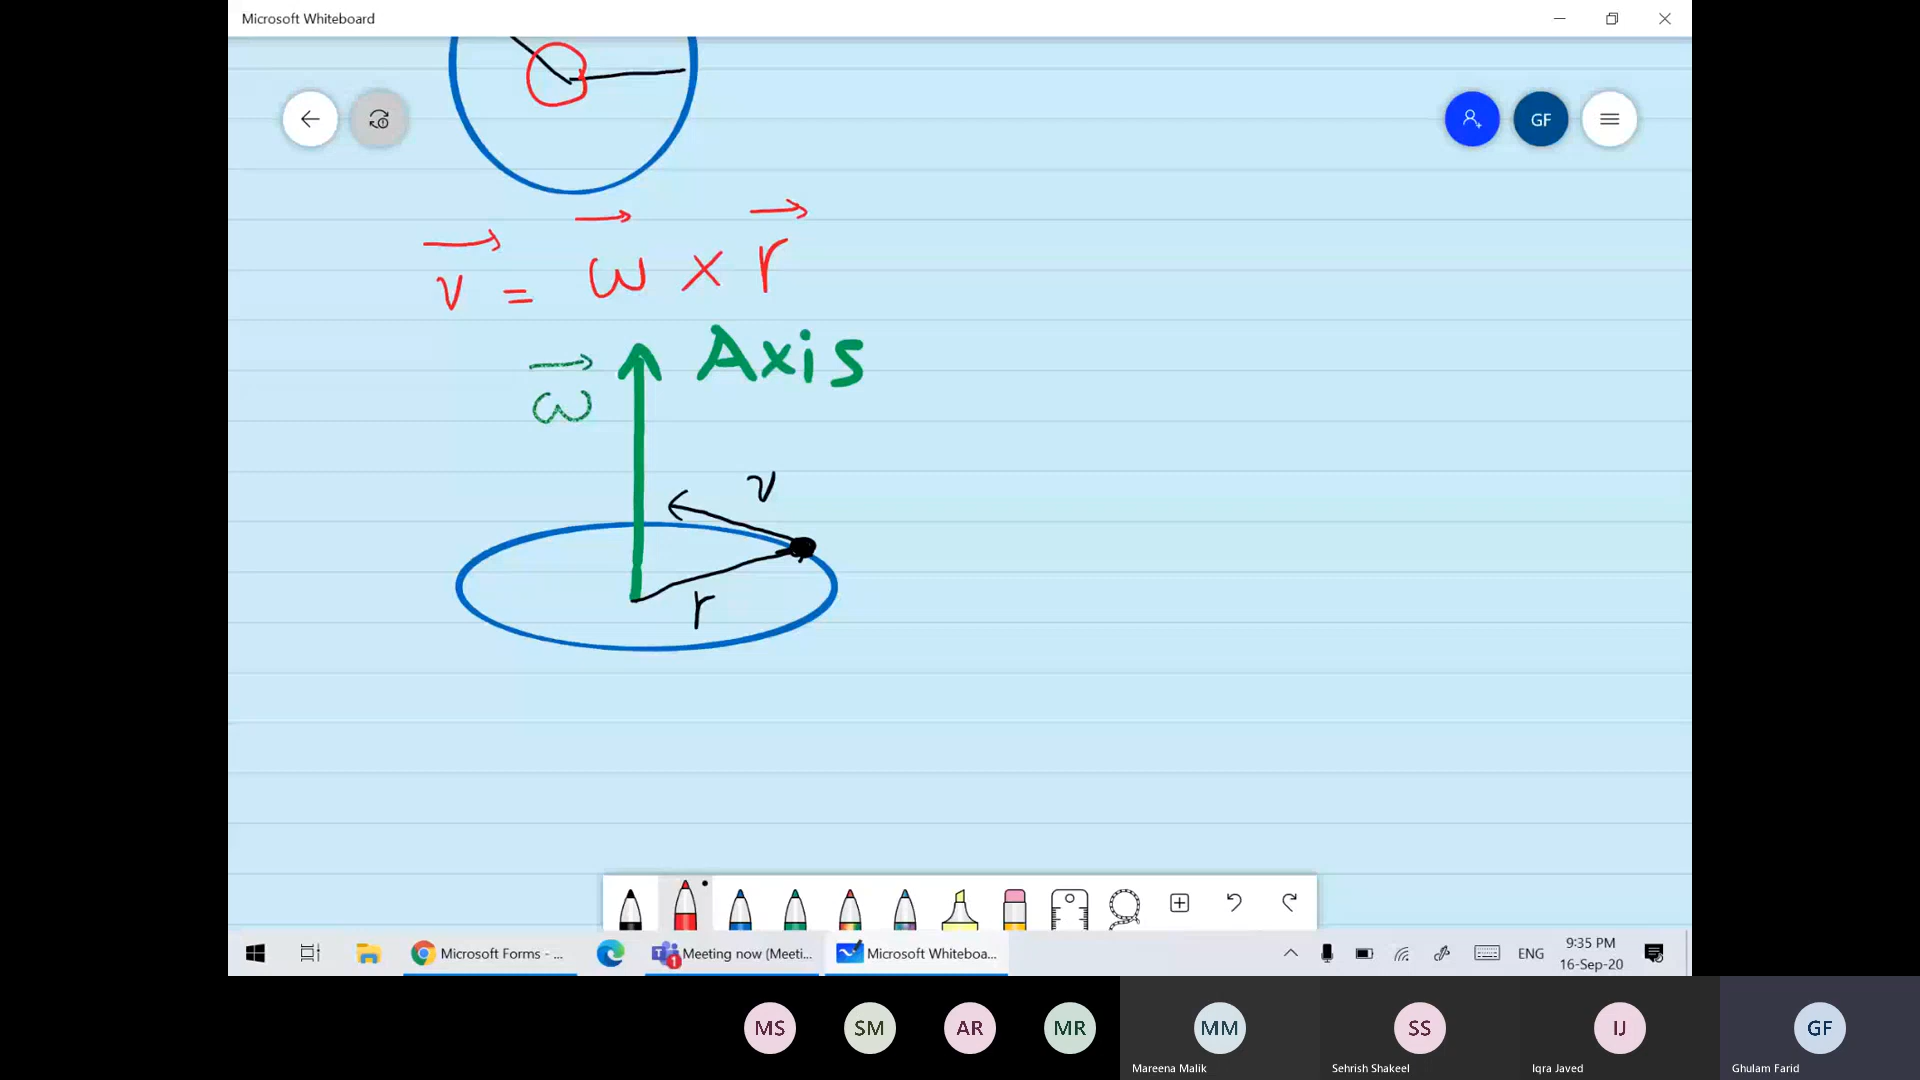 Microsoft Whiteboard
GF
v = ω × r
Axis
ω
v
r
Microsoft Forms - ...
Meeting now (Meeti...
1
Microsoft Whiteboa...
ENG
9:35 PM
16-Sep-20
MS
SM
AR
MR
MM
SS
IJ
GF
Mareena Malik
Sehrish Shakeel
Iqra Javed
Ghulam Farid